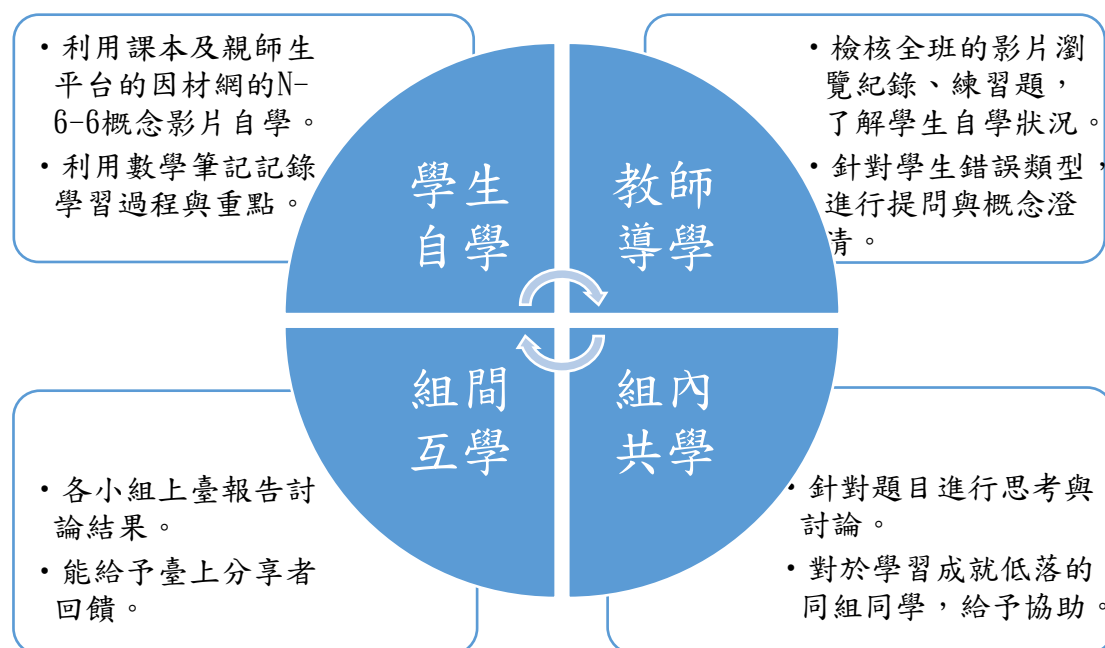 • 利用課本及親師生
平台的因材網的N-
6-6概念影片自學。
• 利用數學筆記記錄
學習過程與重點。
學生
自學
教師
導學
• 檢核全班的影片瀏
覽紀錄、練習題，
了解學生自學狀況。
• 針對學生錯誤類型，
進行提問與概念澄
清。
組間
互學
組內
共學
• 各小組上臺報告討
論結果。
• 能給予臺上分享者
回饋。
• 針對題目進行思考與
討論。
• 對於學習成就低落的
同組同學，給予協助。